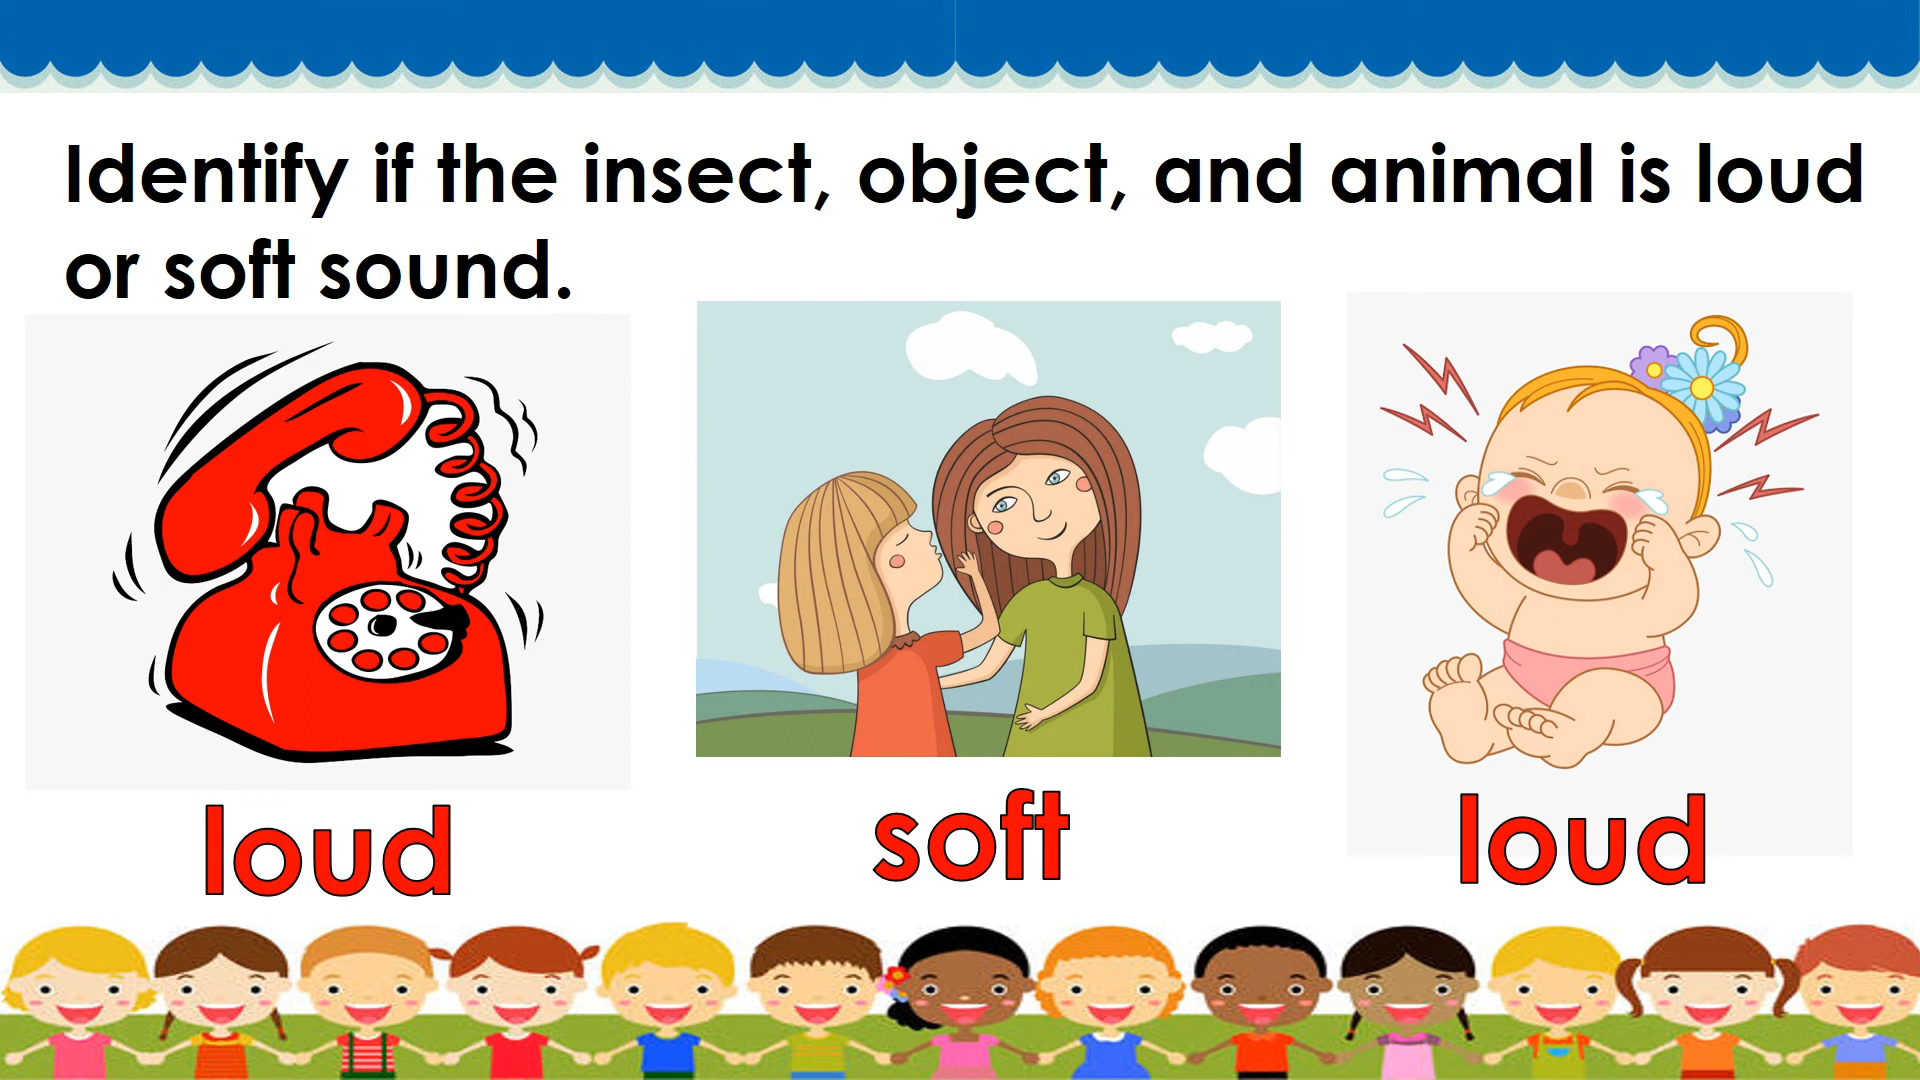 Identify if the insect, object, and animal is loud
or soft sound.
loud
soft
loud